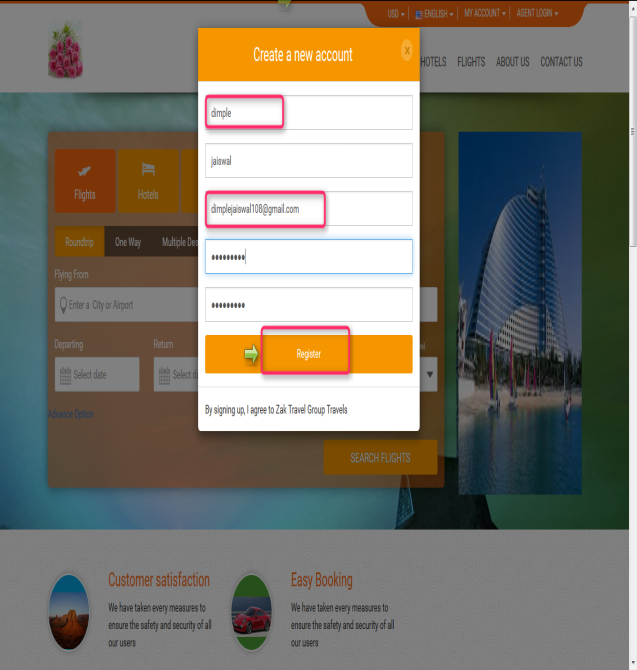 USD ENGLISH MY ACCOUNT AGENT LOGIN
HOTELS FLIGHTS ABOUT US CONTACT US
Create a new account
x
dimple
jaiswal
dimplejaiswal108@gmail.com
Register
By signing up, I agree to Zak Travel Group Travels
Flights
Hotels
Roundtrip One Way Multiple Des
Flying From
Enter a City or Airport
Departing Return
Select date Select d
Advance Option
SEARCH FLIGHTS
Customer satisfaction
We have taken every measures to
ensure the safety and security of all
our users
Easy Booking
We have taken every measures to
ensure the safety and security of all
our users